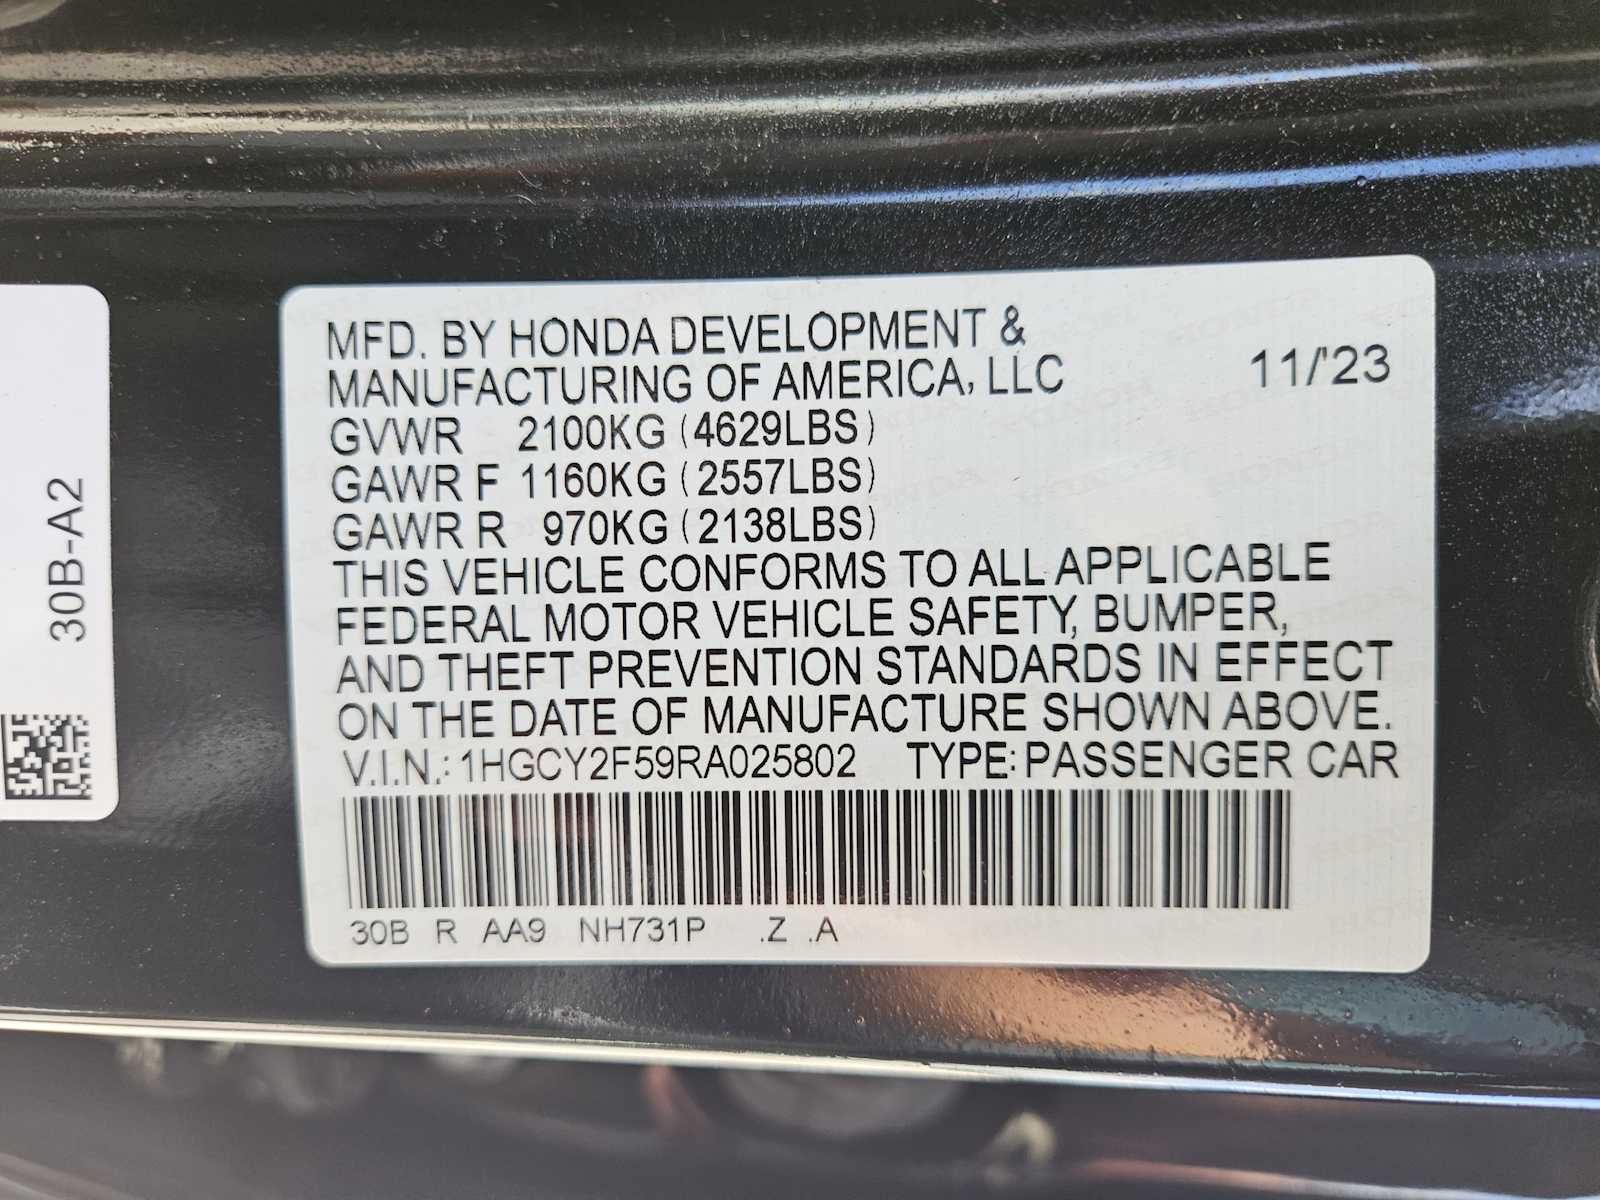 30B-A2
MFD. BY HONDA DEVELOPMENT &
MANUFACTURING OF AMERICA, LLC 11/'23
GVWR 2100KG (4629LBS)
GAWR F 1160KG (2557LBS)
GAWR R 970KG (2138LBS)
THIS VEHICLE CONFORMS TO ALL APPLICABLE
FEDERAL MOTOR VEHICLE SAFETY, BUMPER,
AND THEFT PREVENTION STANDARDS IN EFFECT
ON THE DATE OF MANUFACTURE SHOWN ABOVE.
V.I.N.: 1HGCY2F59RA025802 TYPE: PASSENGER CAR
30B R AA9 NH731P .Z .A